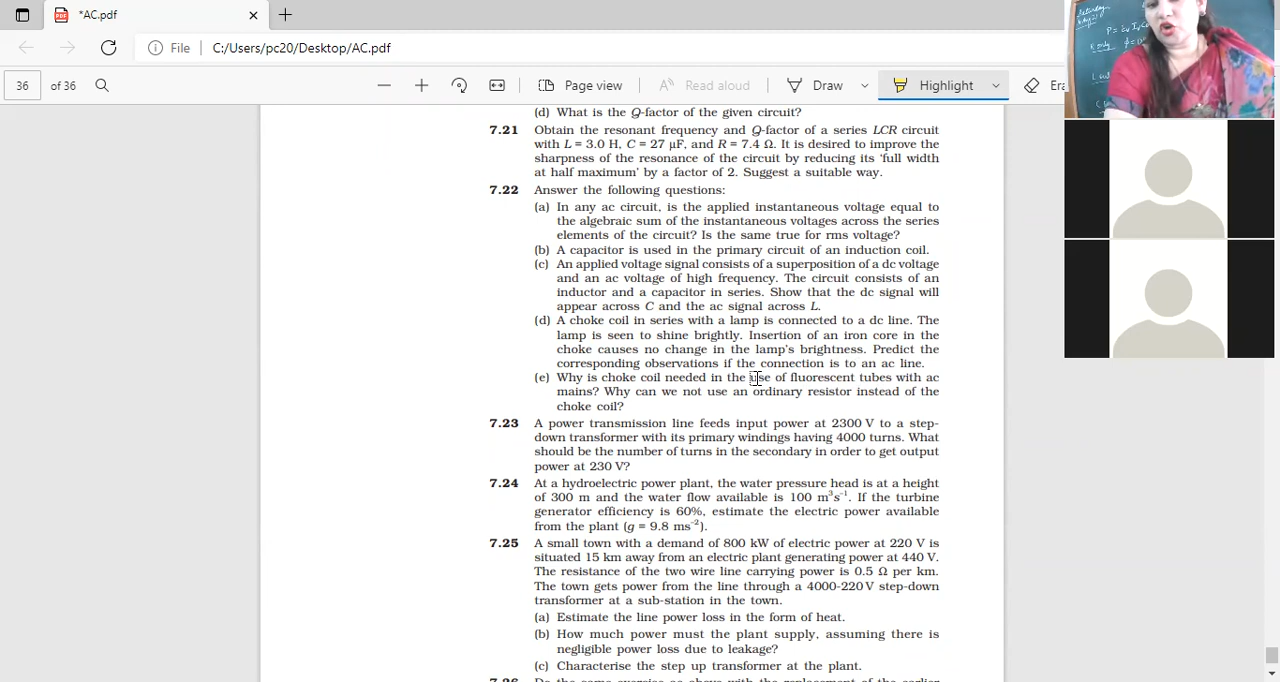 *AC.pdf
File C:/Users/pc20/Desktop/AC.pdf
36 of 36 Page view Read aloud Draw Highlight Era
(d) What is the Q-factor of the given circuit?
7.21 Obtain the resonant frequency and Q-factor of a series LCR circuit
with L = 3.0 H, C = 27 μF, and R = 7.4 Ω. It is desired to improve the
sharpness of the resonance of the circuit by reducing its 'full width
at half maximum' by a factor of 2. Suggest a suitable way.
7.22 Answer the following questions:
(a) In any ac circuit, is the applied instantaneous voltage equal to
the algebraic sum of the instantaneous voltages across the series
elements of the circuit? Is the same true for rms voltage?
(b) A capacitor is used in the primary circuit of an induction coil.
(c) An applied voltage signal consists of a superposition of a dc voltage
and an ac voltage of high frequency. The circuit consists of an
inductor and a capacitor in series. Show that the dc signal will
appear across C and the ac signal across L.
(d) A choke coil in series with a lamp is connected to a dc line. The
lamp is seen to shine brightly. Insertion of an iron core in the
choke causes no change in the lamp's brightness. Predict the
corresponding observations if the connection is to an ac line.
(e) Why is choke coil needed in the use of fluorescent tubes with ac
mains? Why can we not use an ordinary resistor instead of the
choke coil?
7.23 A power transmission line feeds input power at 2300 V to a step-
down transformer with its primary windings having 4000 turns. What
should be the number of turns in the secondary in order to get output
power at 230 V?
7.24 At a hydroelectric power plant, the water pressure head is at a height
of 300 m and the water flow available is 100 m³s⁻¹. If the turbine
generator efficiency is 60%, estimate the electric power available
from the plant (g = 9.8 ms⁻²).
7.25 A small town with a demand of 800 kW of electric power at 220 V is
situated 15 km away from an electric plant generating power at 440 V.
The resistance of the two wire line carrying power is 0.5 Ω per km.
The town gets power from the line through a 4000-220 V step-down
transformer at a sub-station in the town.
(a) Estimate the line power loss in the form of heat.
(b) How much power must the plant supply, assuming there is
negligible power loss due to leakage?
(c) Characterise the step up transformer at the plant.
7.26 Do the same exercise as above with the replacement of the earlier